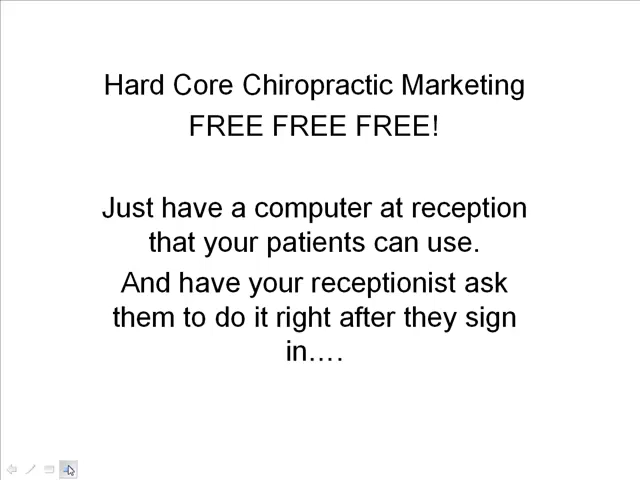 Hard Core Chiropractic Marketing
FREE FREE FREE!
Just have a computer at reception
that your patients can use.
And have your receptionist ask
them to do it right after they sign
in….